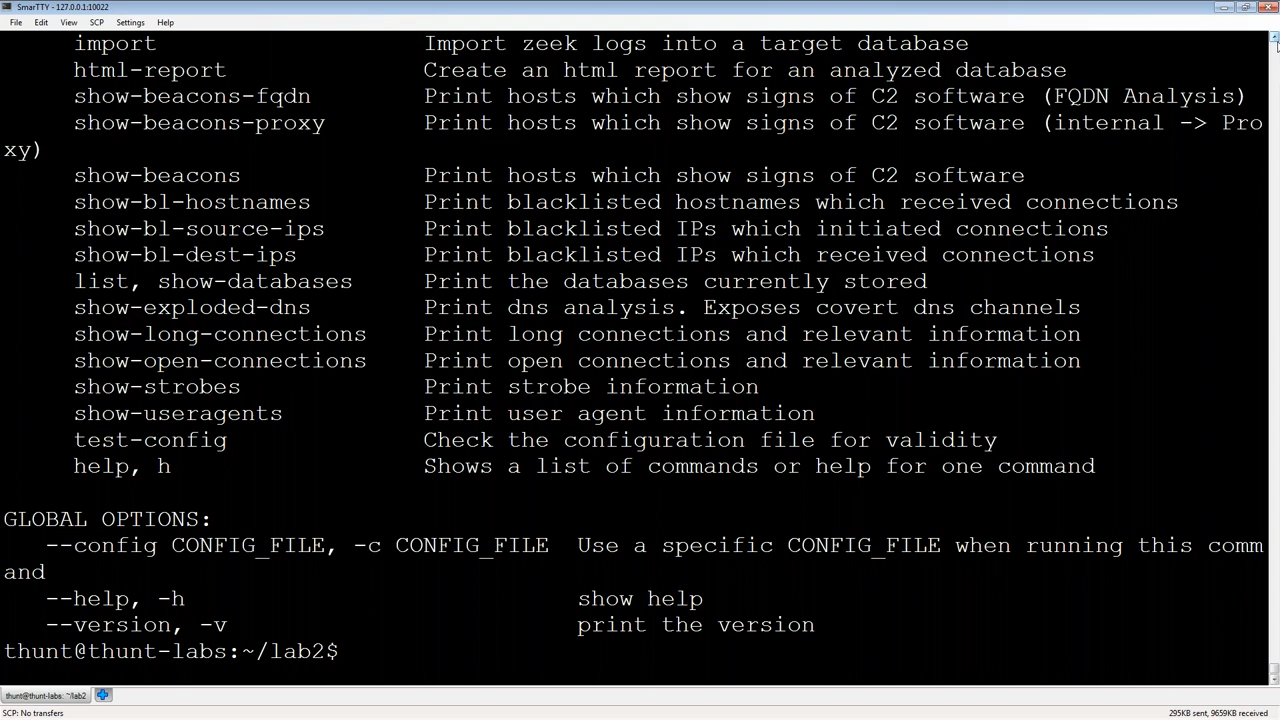 SmarTTY - 127.0.0.1:10022
File Edit View SCP Settings Help
import Import zeek logs into a target database
html-report Create an html report for an analyzed database
show-beacons-fqdn Print hosts which show signs of C2 software (FQDN Analysis)
show-beacons-proxy Print hosts which show signs of C2 software (internal -> Pro
xy)
show-beacons Print hosts which show signs of C2 software
show-bl-hostnames Print blacklisted hostnames which received connections
show-bl-source-ips Print blacklisted IPs which initiated connections
show-bl-dest-ips Print blacklisted IPs which received connections
list, show-databases Print the databases currently stored
show-exploded-dns Print dns analysis. Exposes covert dns channels
show-long-connections Print long connections and relevant information
show-open-connections Print open connections and relevant information
show-strobes Print strobe information
show-useragents Print user agent information
test-config Check the configuration file for validity
help, h Shows a list of commands or help for one command
GLOBAL OPTIONS:
--config CONFIG_FILE, -c CONFIG_FILE Use a specific CONFIG_FILE when running this comm
and
--help, -h show help
--version, -v print the version
thunt@thunt-labs:~/lab2$
thunt@thunt-labs: ~/lab2
SCP: No transfers 295KB sent, 9659KB received